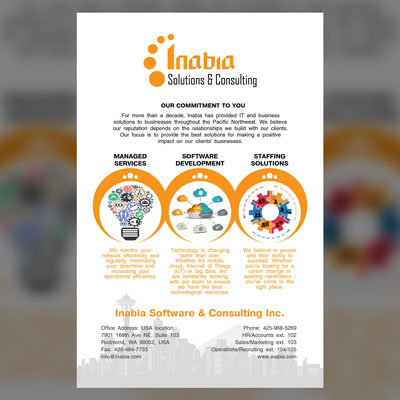 Inabia
Solutions & Consulting
OUR COMMITMENT TO YOU
For more than a decade, Inabia has provided IT and business
solutions to businesses throughout the Pacific Northwest. We believe
our reputation depends on the relationships we build with our clients.
Our focus is to provide the best solutions for making a positive
impact on our clients' businesses.
MANAGED
SERVICES
SOFTWARE
DEVELOPMENT
STAFFING
SOLUTIONS
We monitor your
network effectively and
regularly, minimizing
your downtime and
increasing your
operational efficiency.
Technology is changing
faster than ever.
Whether it's mobile,
cloud, Internet of Things
(IoT) or big data, we
are constantly working
with our team to ensure
we have the best
technological resources.
We believe in people
and their ability to
succeed. Whether
you're looking for a
career change or
seeking candidates -
you've come to the
right place.
Inabia Software & Consulting Inc.
Office Address: USA location.
7901 168th Ave NE. Suite 103
Redmond, WA 98052, USA
Fax: 425-484-7733
info@inabia.com
Phone: 425-968-5269
HR/Accounts ext. 102
Sales/Marketing ext. 103
Operations/Recruiting ext. 104/105
www.inabia.com